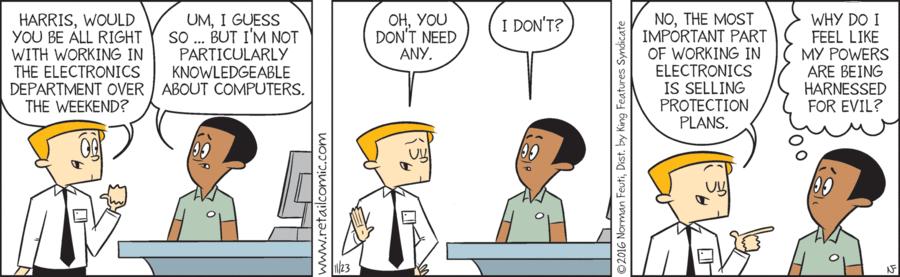 HARRIS, WOULD
YOU BE ALL RIGHT
WITH WORKING IN
THE ELECTRONICS
DEPARTMENT OVER
THE WEEKEND?
UM, I GUESS
SO ... BUT I'M NOT
PARTICULARLY
KNOWLEDGEABLE
ABOUT COMPUTERS.
www.retailcomic.com
OH, YOU
DON'T NEED
ANY.
I DON'T?
11/23
©2016 Norman Feuti, Dist. by King Features Syndicate
NO, THE MOST
IMPORTANT PART
OF WORKING IN
ELECTRONICS
IS SELLING
PROTECTION
PLANS.
WHY DO I
FEEL LIKE
MY POWERS
ARE BEING
HARNESSED
FOR EVIL?
NF